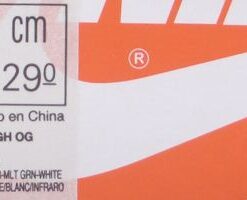 cm
29º
en China
GH OG
-MLT GRN-WHITE
E/BLANC/INFRARO
®